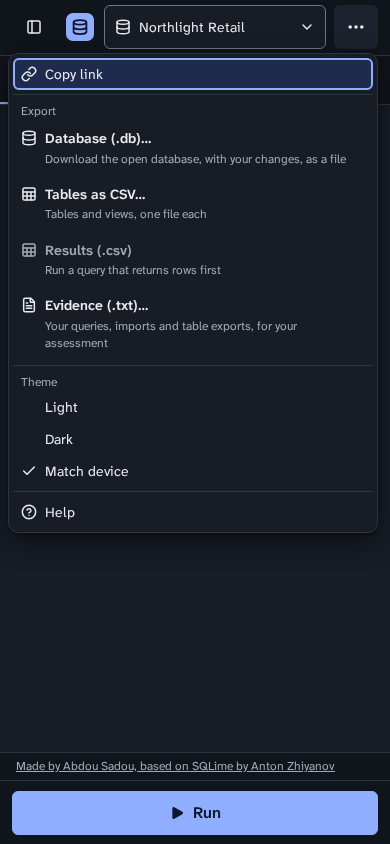 Northlight Retail
Copy link
Export
Database (.db)...
Download the open database, with your changes, as a file
Tables as CSV...
Tables and views, one file each
Results (.csv)
Run a query that returns rows first
Evidence (.txt)...
Your queries, imports and table exports, for your
assessment
Theme
Light
Dark
Match device
Help
Made by Abdou Sadou, based on SQLime by Anton Zhiyanov
Run